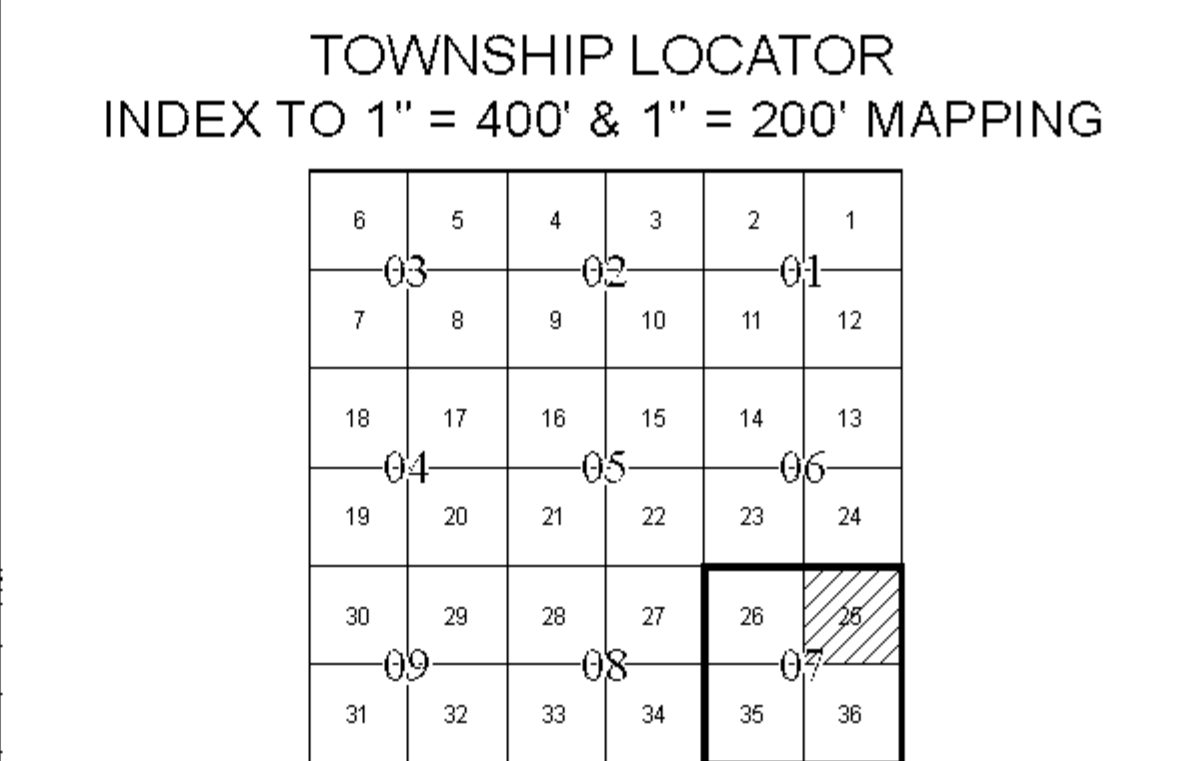 TOWNSHIP LOCATOR
INDEX TO 1" = 400' & 1" = 200' MAPPING
6 5 4 3 2 1
03 02 01
7 8 9 10 11 12
18 17 16 15 14 13
04 05 06
19 20 21 22 23 24
30 29 28 27 26 25
09 08 07
31 32 33 34 35 36